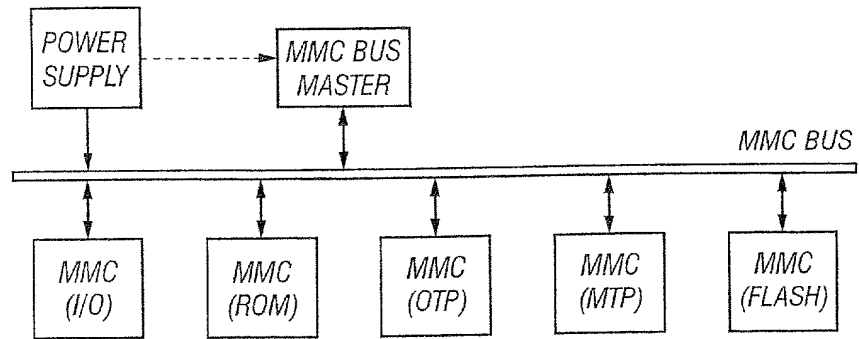 POWER
SUPPLY
MMC BUS
MASTER
MMC BUS
MMC
(I/O)
MMC
(ROM)
MMC
(OTP)
MMC
(MTP)
MMC
(FLASH)